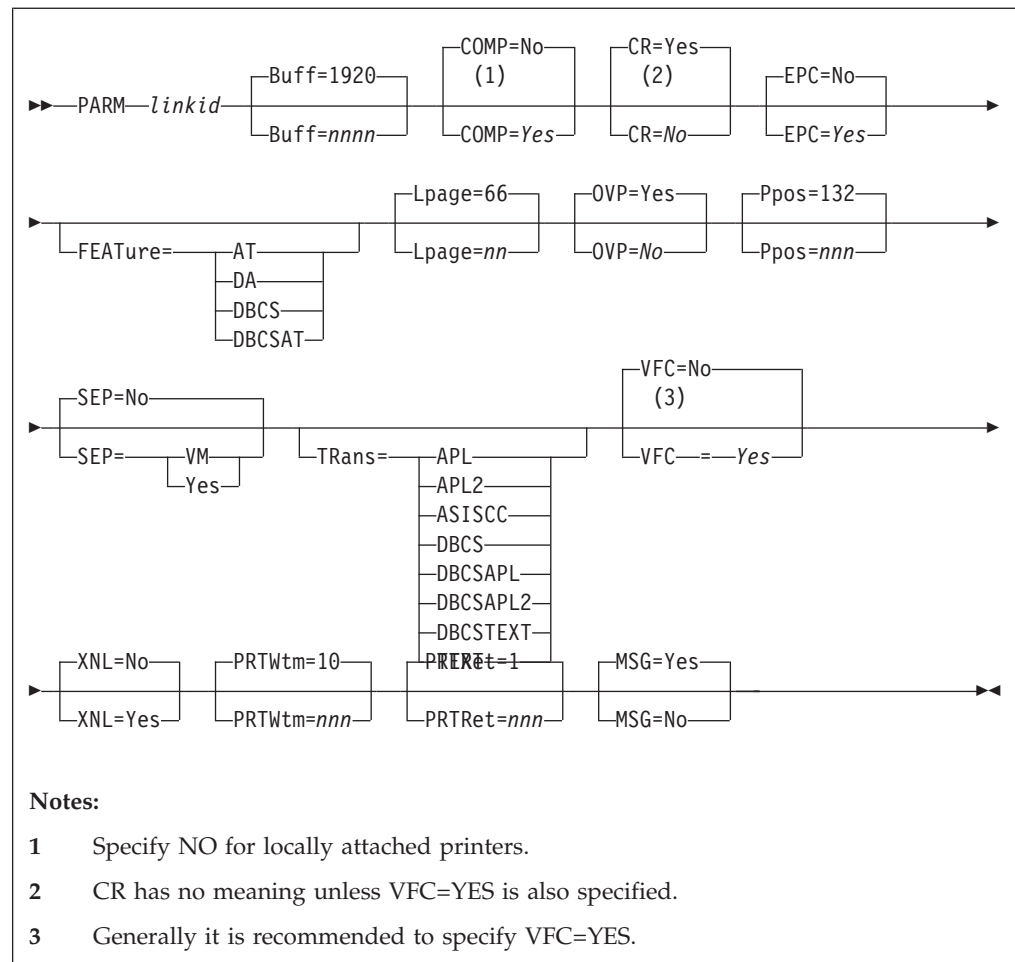 COMP=No CR=Yes
Buff=1920 (1) (2) EPC=No
PARM linkid
Buff=nnnn COMP=Yes CR=No EPC=Yes
Lpage=66 OVP=Yes Ppos=132
FEATure= AT Lpage=nn OVP=No Ppos=nnn
DA
DBCS
DBCSAT
VFC=No
SEP=No (3)
SEP= VM TRans= APL VFC = Yes
Yes APL2
ASISCC
DBCS
DBCSAPL
DBCSAPL2
DBCSTEXT
TEXT
XNL=No PRTWtm=10 PRTRet=1 MSG=Yes
XNL=Yes PRTWtm=nnn PRTRet=nnn MSG=No
Notes:
1 Specify NO for locally attached printers.
2 CR has no meaning unless VFC=YES is also specified.
3 Generally it is recommended to specify VFC=YES.